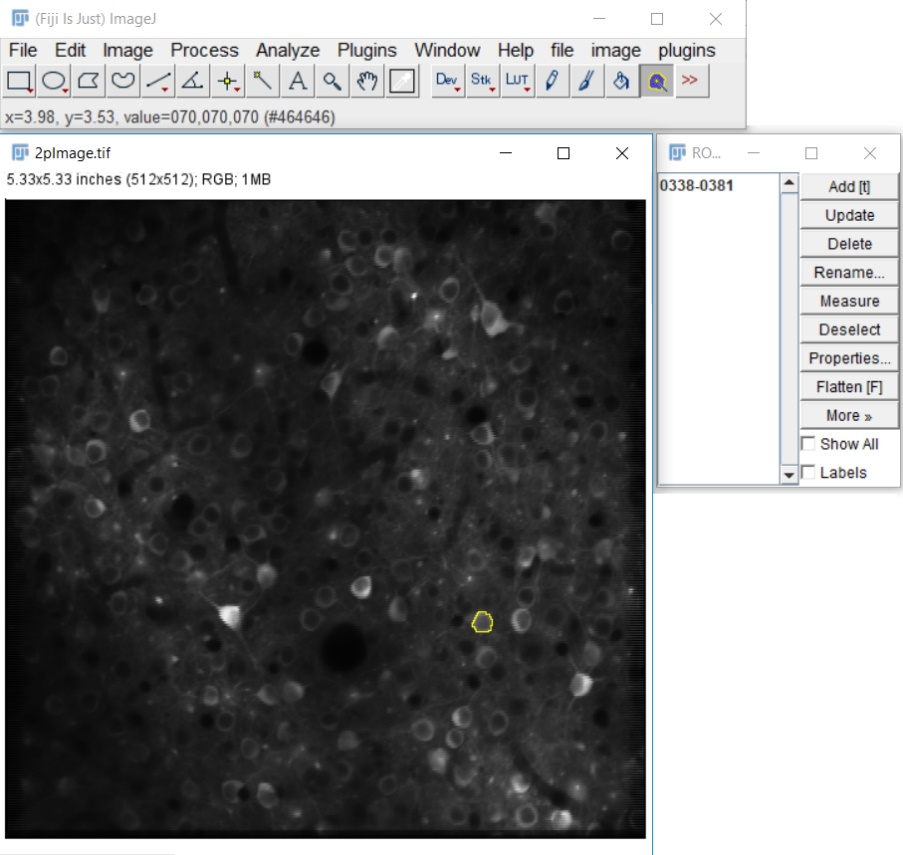 (Fiji Is Just) ImageJ
File Edit Image Process Analyze Plugins Window Help file image plugins
A Dev Stk LUT >>
x=3.98, y=3.53, value=070,070,070 (#464646)
2pImage.tif
5.33x5.33 inches (512x512); RGB; 1MB
RO...
0338-0381
Add [t]
Update
Delete
Rename...
Measure
Deselect
Properties...
Flatten [F]
More »
Show All
Labels